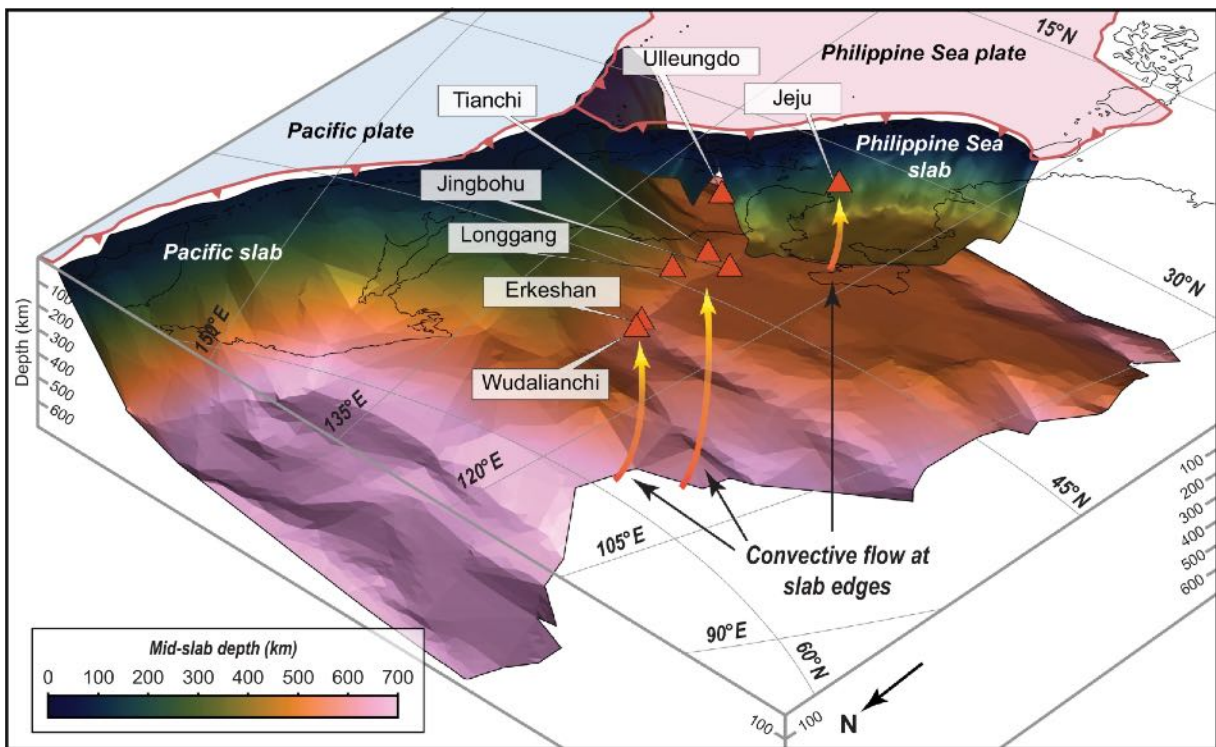 15°N
Ulleungdo
Philippine Sea plate
Tianchi
Jeju
Pacific plate
Philippine Sea
slab
Jingbohu
Pacific slab
Longgang
Erkeshan
Wudalianchi
30°N
Depth (km)
100
200
300
400
500
600
150°E
135°E
120°E
105°E
90°E
45°N
60°N
100
200
300
400
500
600
Convective flow at
slab edges
Mid-slab depth (km)
0 100 200 300 400 500 600 700
100 100
N